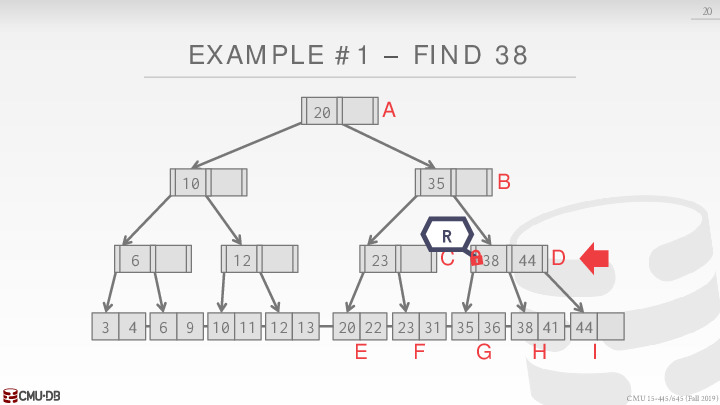 20
EXAMPLE #1 – FIND 38
20 A
10 35 B
R
6 12 23 C 38 44 D
3 4 6 9 10 11 12 13 20 22 23 31 35 36 38 41 44
E F G H I
CMU·DB
CMU 15-445/645 (Fall 2019)